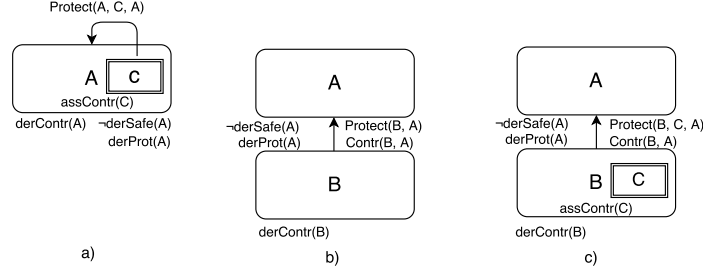 Protect(A, C, A)
A
C
assContr(C)
derContr(A)
¬derSafe(A)
derProt(A)
a)
A
¬derSafe(A)
derProt(A)
Protect(B, A)
Contr(B, A)
B
derContr(B)
b)
A
¬derSafe(A)
derProt(A)
Protect(B, C, A)
Contr(B, A)
B
C
assContr(C)
derContr(B)
c)